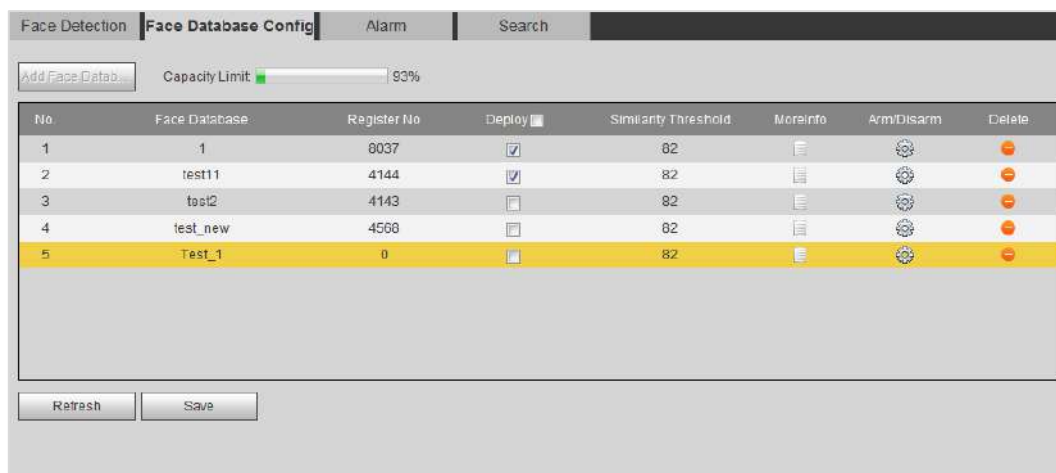 Face Detection Face Database Config Alarm Search
Add Face Datab... Capacity Limit 93%
No. Face Database Register No Deploy Similarity Threshold MoreInfo Arm/Disarm Delete
1 1 8037 82
2 test11 4144 82
3 test2 4143 82
4 test_new 4568 82
5 Test_1 0 82
Refresh Save